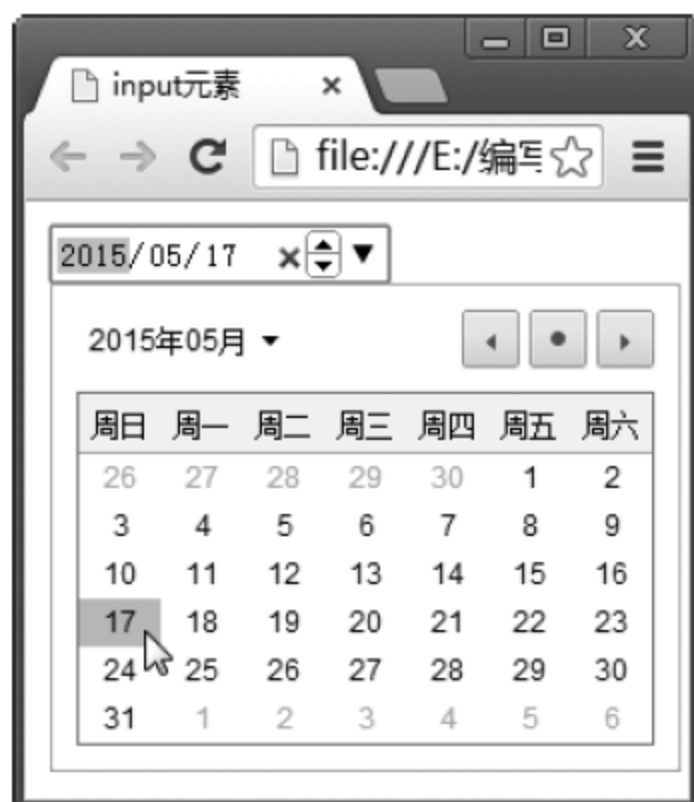 input元素
file:///E:/编写
2015/05/17
2015年05月
周日 周一 周二 周三 周四 周五 周六
26 27 28 29 30 1 2
3 4 5 6 7 8 9
10 11 12 13 14 15 16
17 18 19 20 21 22 23
24 25 26 27 28 29 30
31 1 2 3 4 5 6